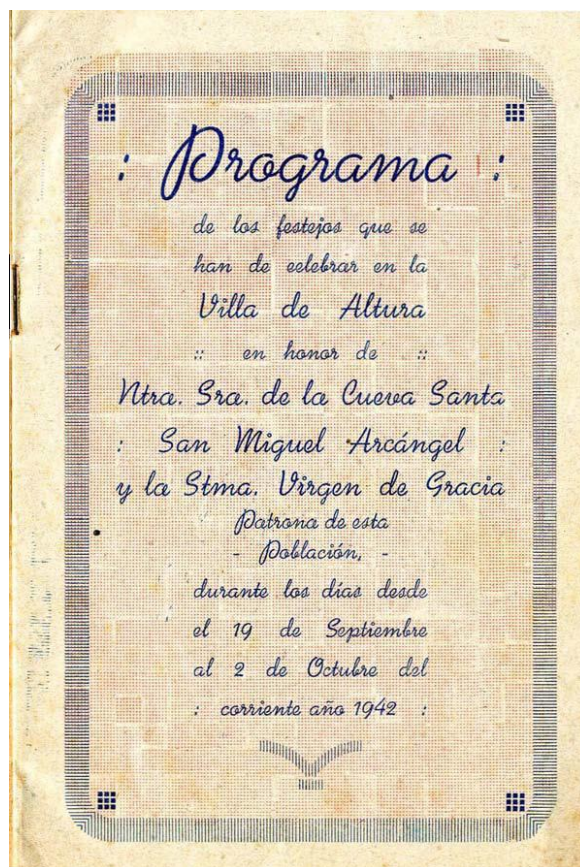 : Programa :
de los festejos que se
han de celebrar en la
Villa de Altura
:: en honor de ::
Ntra. Sra. de la Cueva Santa
: San Miguel Arcángel :
y la Stma. Virgen de Gracia
Patrona de esta
- Población, -
durante los días desde
el 19 de Septiembre
al 2 de Octubre del
: corriente año 1942 :